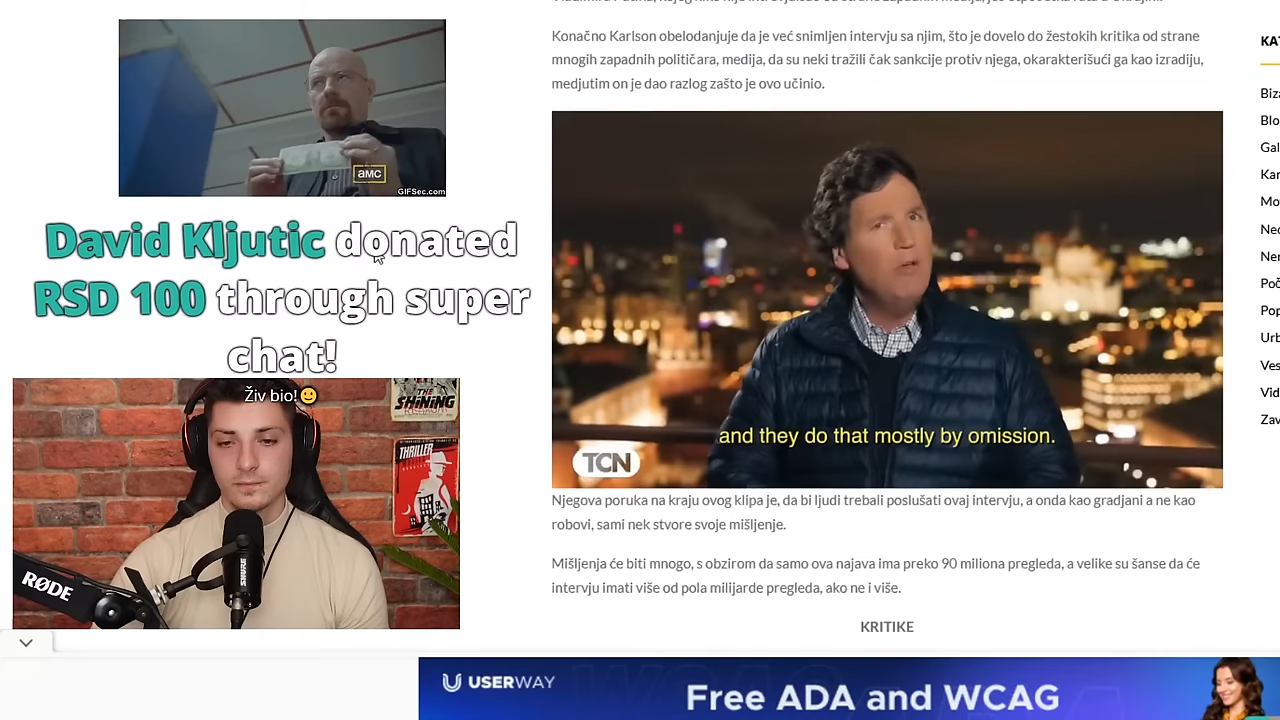 Konačno Karlson obelodanjuje da je već snimljen intervju sa njim, što je dovelo do žestokih kritika od strane
mnogih zapadnih političara, medija, da su neki tražili čak sankcije protiv njega, okarakterišući ga kao izradiju,
medjutim on je dao razlog zašto je ovo učinio.
amc
GIFSec.com
David Kljutic donated
RSD 100 through super
chat!
Živ bio!
THE
SHINING
THRILLER
RØDE
SHURE
and they do that mostly by omission.
TCN
Njegova poruka na kraju ovog klipa je, da bi ljudi trebali poslušati ovaj intervju, a onda kao gradjani a ne kao
robovi, sami nek stvore svoje mišljenje.
Mišljenja će biti mnogo, s obzirom da samo ova najava ima preko 90 miliona pregleda, a velike su šanse da će
intervju imati više od pola milijarde pregleda, ako ne i više.
KRITIKE
USERWAY
Free ADA and WCAG
KA
Biz
Blo
Gal
Kar
Mo
Ned
Ner
Poč
Pop
Urb
Ves
Vid
Zav